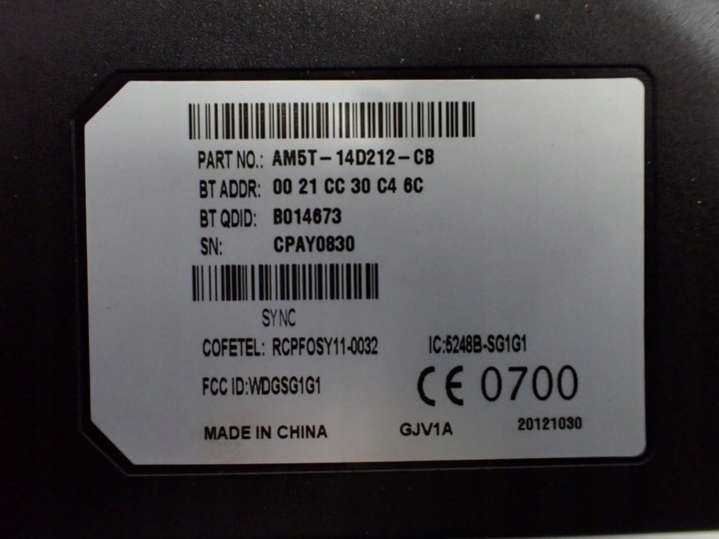 PART NO.: AM5T-14D212-CB
BT ADDR: 00 21 CC 30 C4 6C
BT QDID: B014673
SN: CPAY0830
SYNC
COFETEL: RCPFOSY11-0032 IC:5248B-SG1G1
FCC ID:WDGSG1G1 CE 0700
MADE IN CHINA GJV1A 20121030